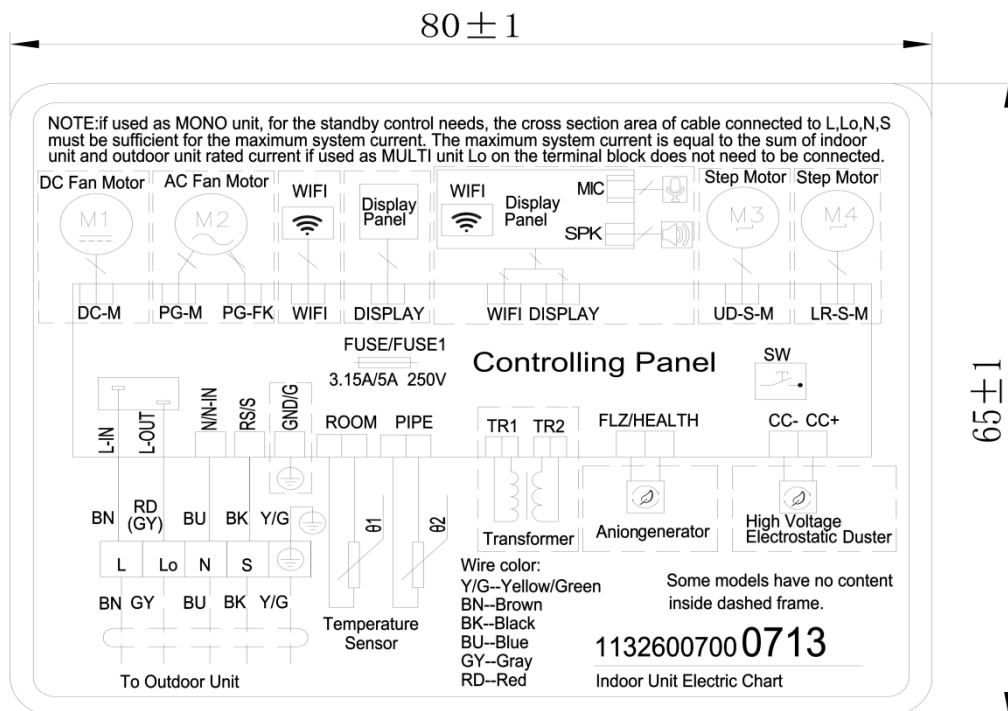 80±1
NOTE:if used as MONO unit, for the standby control needs, the cross section area of cable connected to L,Lo,N,S
must be sufficient for the maximum system current. The maximum system current is equal to the sum of indoor
unit and outdoor unit rated current if used as MULTI unit Lo on the terminal block does not need to be connected.
DC Fan Motor AC Fan Motor WIFI Display Panel WIFI Display Panel MIC SPK Step Motor Step Motor
M1 M2 M3 M4
DC-M PG-M PG-FK WIFI DISPLAY WIFI DISPLAY UD-S-M LR-S-M
FUSE/FUSE1
3.15A/5A 250V
Controlling Panel
SW
65±1
L-IN L-OUT N/N-IN RS/S GND/G ROOM PIPE TR1 TR2 FLZ/HEALTH CC- CC+
BN RD (GY) BU BK Y/G
θ1 θ2
Transformer
Aniongenerator
High Voltage
Electrostatic Duster
L Lo N S
BN GY BU BK Y/G
Temperature
Sensor
To Outdoor Unit
Wire color:
Y/G--Yellow/Green
BN--Brown
BK--Black
BU--Blue
GY--Gray
RD--Red
Some models have no content
inside dashed frame.
1132600700 0713
Indoor Unit Electric Chart